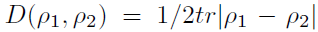 D(ρ₁, ρ₂) = 1/2tr|ρ₁ − ρ₂|